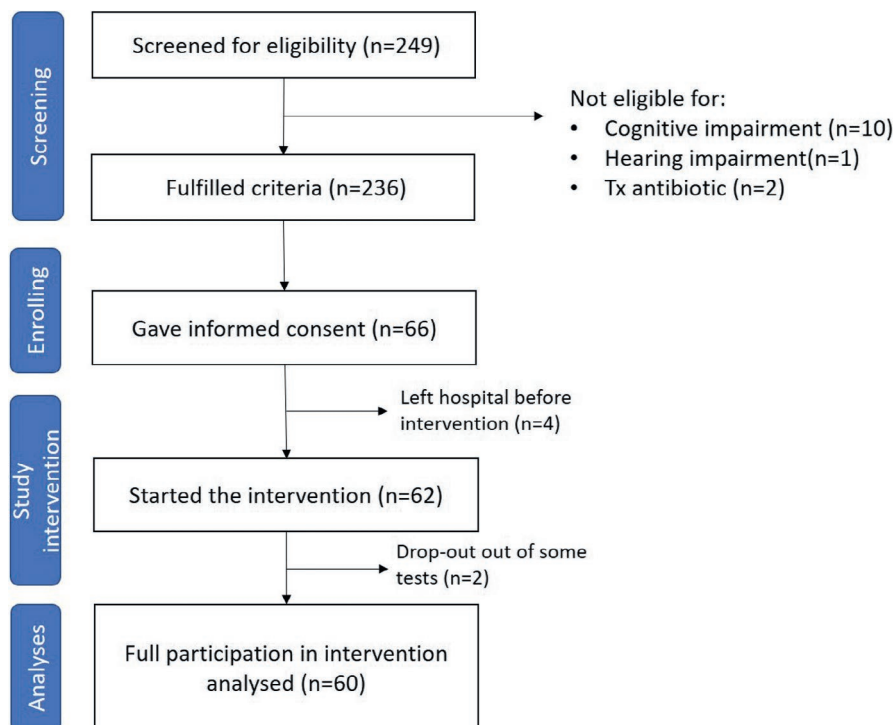 Screening
Screened for eligibility (n=249)
Not eligible for:
• Cognitive impairment (n=10)
• Hearing impairment(n=1)
• Tx antibiotic (n=2)
Fulfilled criteria (n=236)
Enrolling
Gave informed consent (n=66)
Left hospital before
intervention (n=4)
Study
intervention
Started the intervention (n=62)
Drop-out out of some
tests (n=2)
Analyses
Full participation in intervention
analysed (n=60)